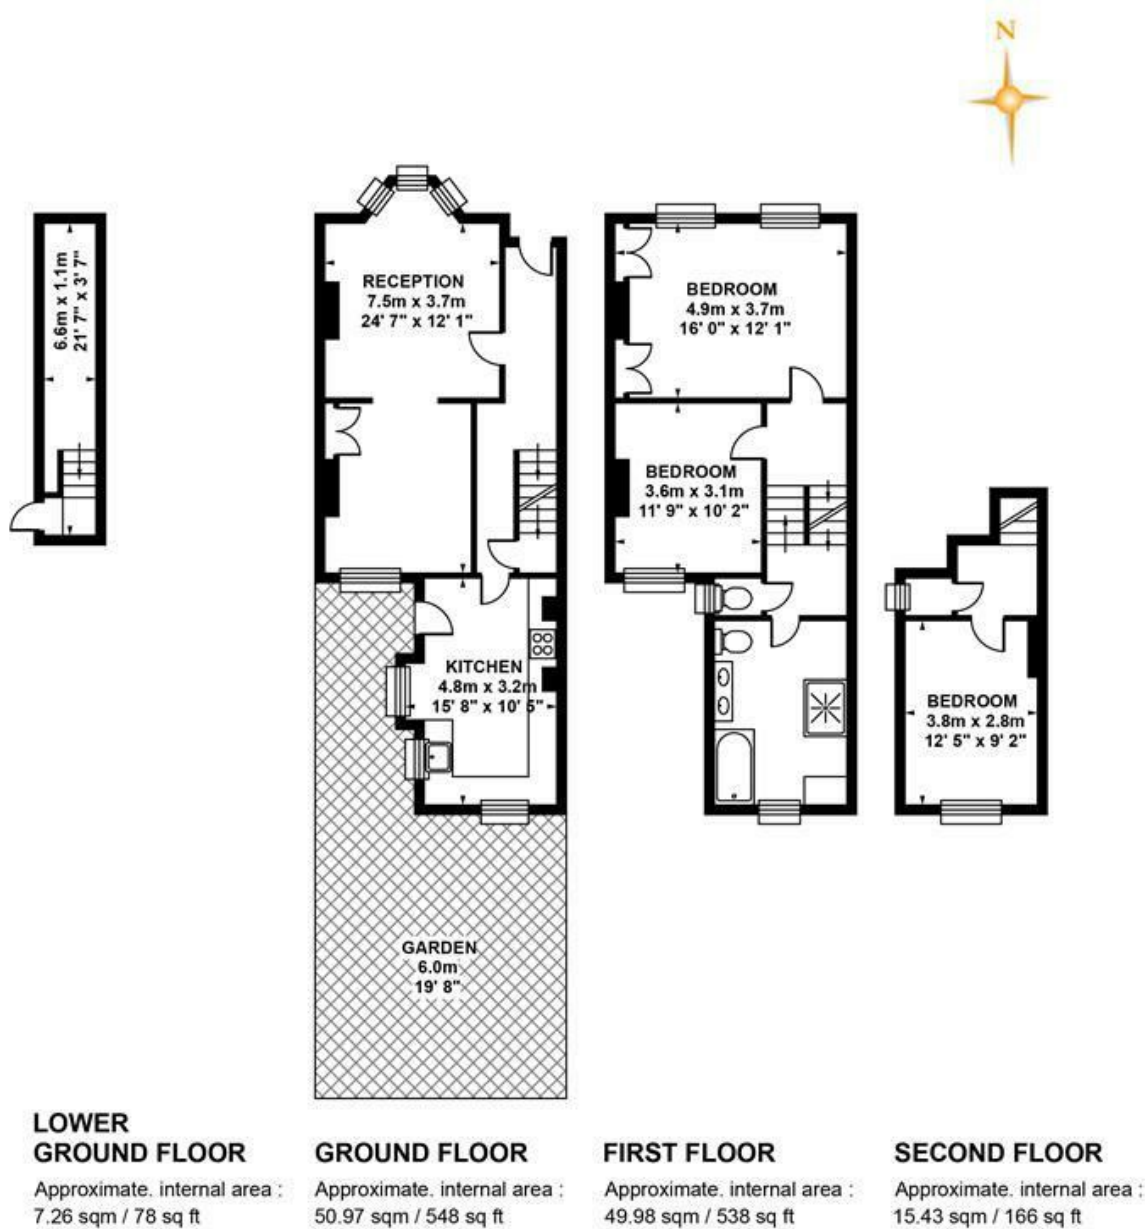 N
6.6m x 1.1m
21' 7" x 3' 7"
RECEPTION
7.5m x 3.7m
24' 7" x 12' 1"
BEDROOM
4.9m x 3.7m
16' 0" x 12' 1"
BEDROOM
3.6m x 3.1m
11' 9" x 10' 2"
KITCHEN
4.8m x 3.2m
15' 8" x 10' 5"
BEDROOM
3.8m x 2.8m
12' 5" x 9' 2"
GARDEN
6.0m
19' 8"
LOWER
GROUND FLOOR
Approximate. internal area :
7.26 sqm / 78 sq ft
GROUND FLOOR
Approximate. internal area :
50.97 sqm / 548 sq ft
FIRST FLOOR
Approximate. internal area :
49.98 sqm / 538 sq ft
SECOND FLOOR
Approximate. internal area :
15.43 sqm / 166 sq ft